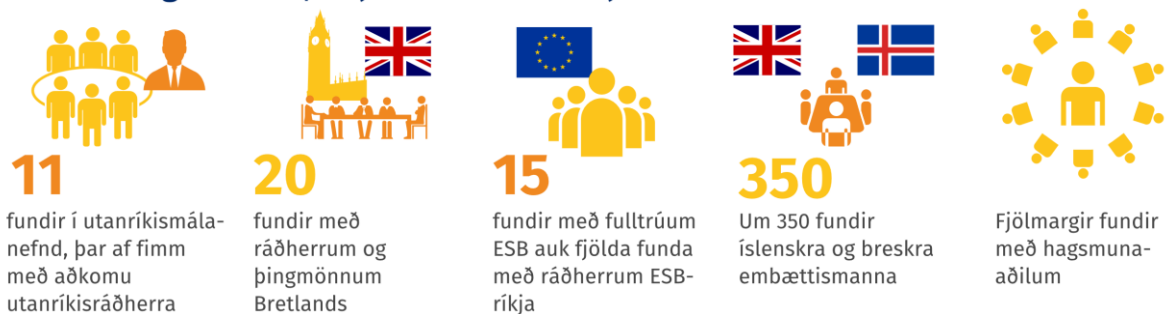 11
fundir í utanríkismála-
nefnd, þar af fimm
með aðkomu
utanríkisráðherra
20
fundir með
ráðherrum og
þingmönnum
Bretlands
15
fundir með fulltrúum
ESB auk fjölda funda
með ráðherrum ESB-
ríkja
350
Um 350 fundir
íslenskra og breskra
embættismanna
Fjölmargir fundir
með hagsmuna-
aðilum